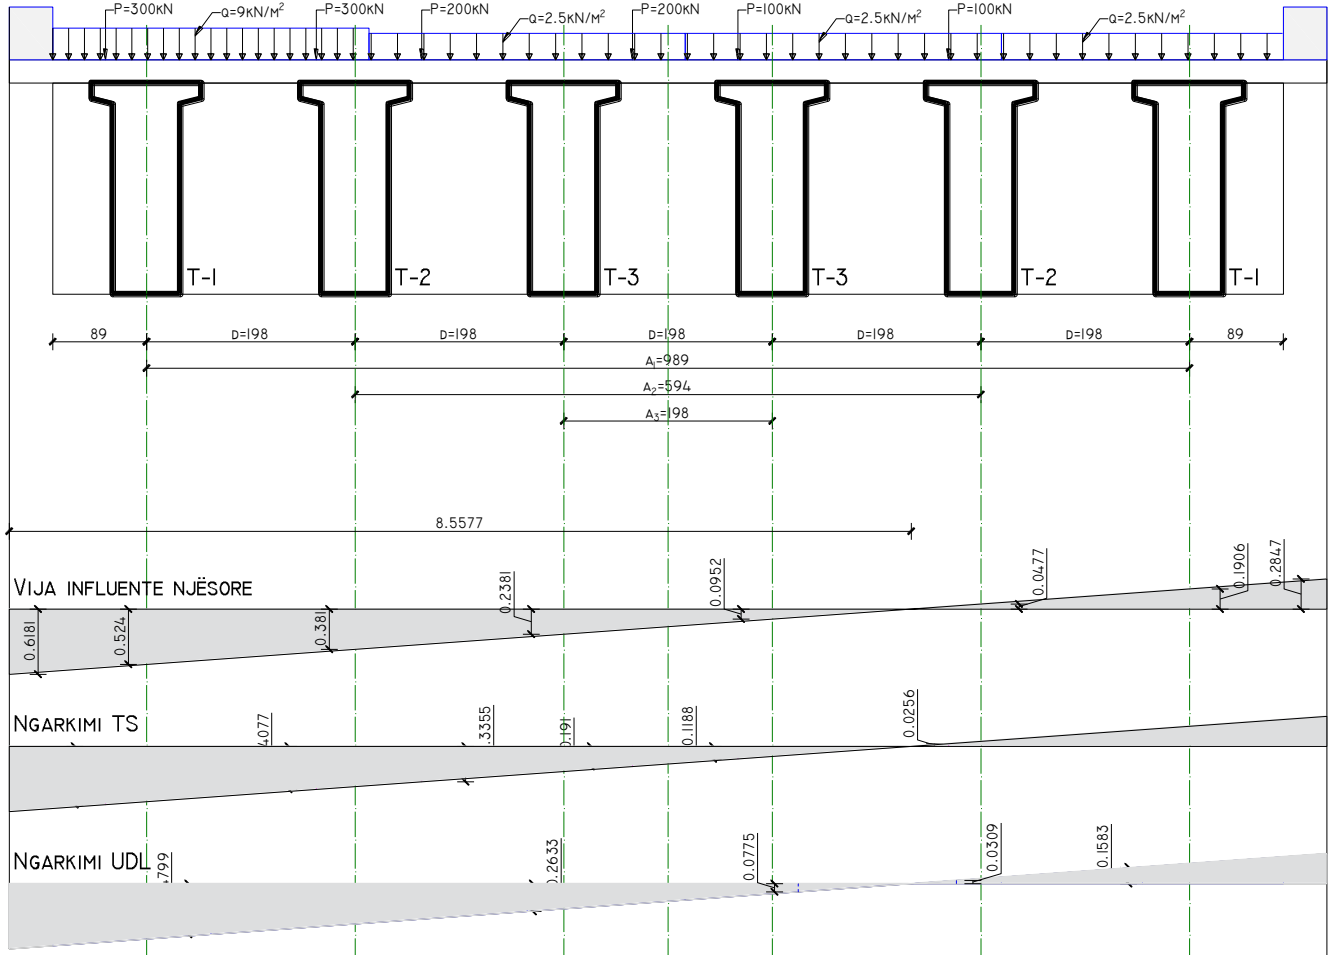 P=300KN Q=9KN/M² P=300KN P=200KN Q=2.5KN/M² P=200KN P=100KN Q=2.5KN/M² P=100KN Q=2.5KN/M²
T-1 T-2 T-3 T-3 T-2 T-1
89 D=198 D=198 D=198 D=198 D=198 89
A₁=989
A₂=594
A₃=198
8.5577
VIJA INFLUENTE NJËSORE
0.6181 0.524 0.381 0.2381 0.0952 0.0477 0.1906 0.2847
NGARKIMI TS
4077 .3355 0.191 0.1188 0.0256
NGARKIMI UDL
4799 0.2633 0.0775 0.0309 0.1583